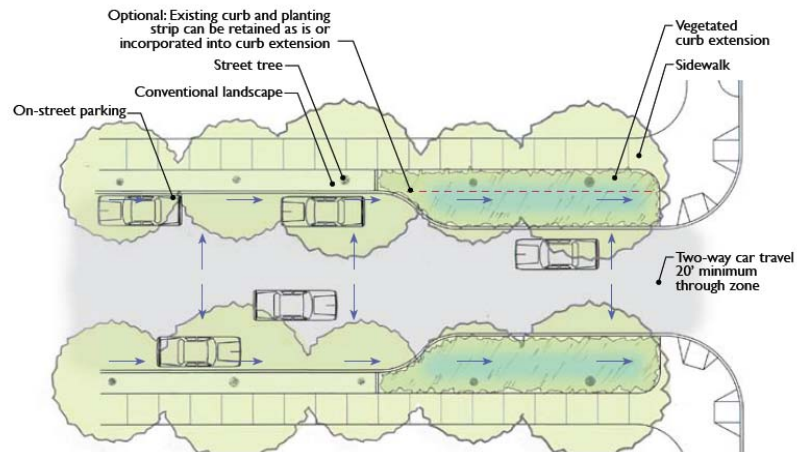 Optional: Existing curb and planting
strip can be retained as is or
incorporated into curb extension
Street tree
Conventional landscape
On-street parking
Vegetated
curb extension
Sidewalk
Two-way car travel
20' minimum
through zone